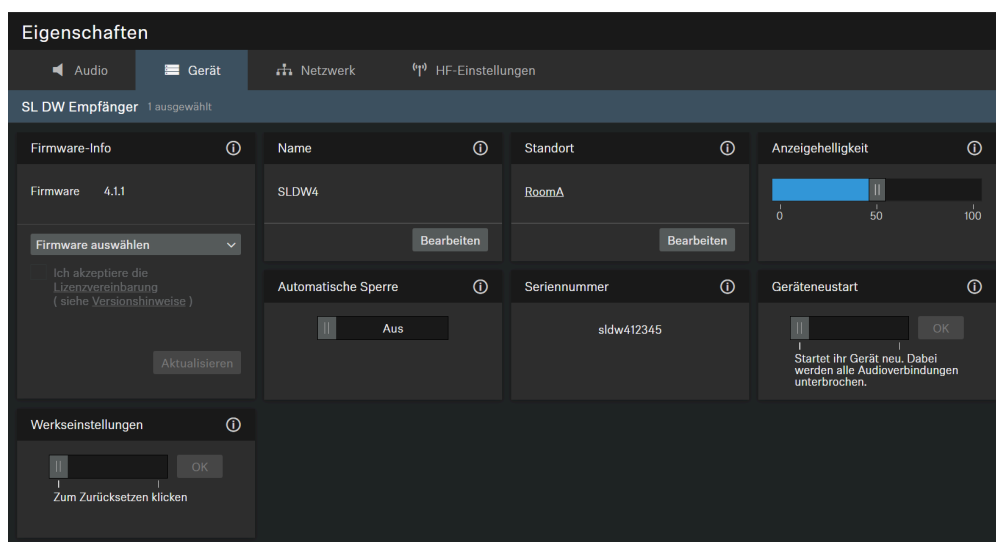 Eigenschaften
Audio
Gerät
Netzwerk
HF-Einstellungen
SL DW Empfänger 1 ausgewählt
Firmware-Info
Firmware 4.1.1
Firmware auswählen
Ich akzeptiere die
Lizenzvereinbarung
( siehe Versionshinweise )
Aktualisieren
Name
SLDW4
Bearbeiten
Standort
RoomA
Bearbeiten
Anzeigehelligkeit
0 50 100
Automatische Sperre
Aus
Seriennummer
sldw412345
Geräteneustart
OK
Startet ihr Gerät neu. Dabei
werden alle Audioverbindungen
unterbrochen.
Werkseinstellungen
OK
Zum Zurücksetzen klicken